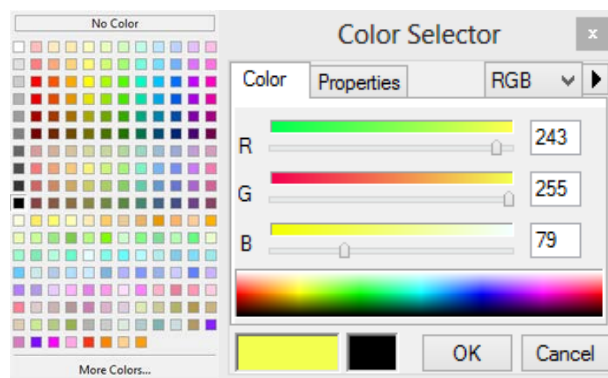 No Color
More Colors...
Color Selector
x
Color Properties RGB
R 243
G 255
B 79
OK Cancel